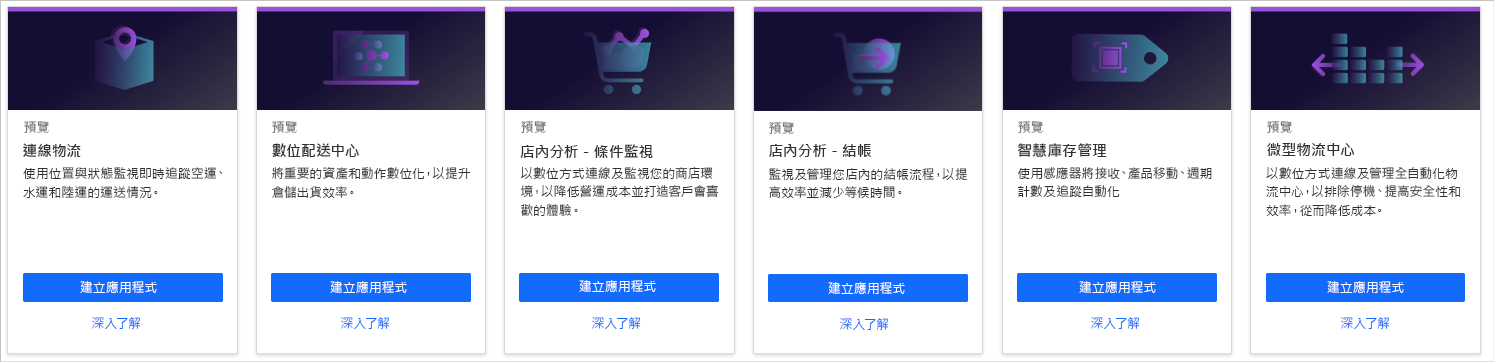 預覽
連線物流
使用位置與狀態監視即時追蹤空運、
水運和陸運的運送情況。
建立應用程式
深入了解
預覽
數位配送中心
將重要的資產和動作數位化，以提升
倉儲出貨效率。
建立應用程式
深入了解
預覽
店內分析 - 條件監視
以數位方式連線及監視您的商店環
境，以降低營運成本並打造客戶會喜
歡的體驗。
建立應用程式
深入了解
預覽
店內分析 - 結帳
監視及管理您店內的結帳流程，以提
高效率並減少等候時間。
建立應用程式
深入了解
預覽
智慧庫存管理
使用感應器將接收、產品移動、週期
計數及追蹤自動化
建立應用程式
深入了解
預覽
微型物流中心
以數位方式連線及管理全自動化物
流中心，以排除停機、提高安全性和
效率，從而降低成本。
建立應用程式
深入了解